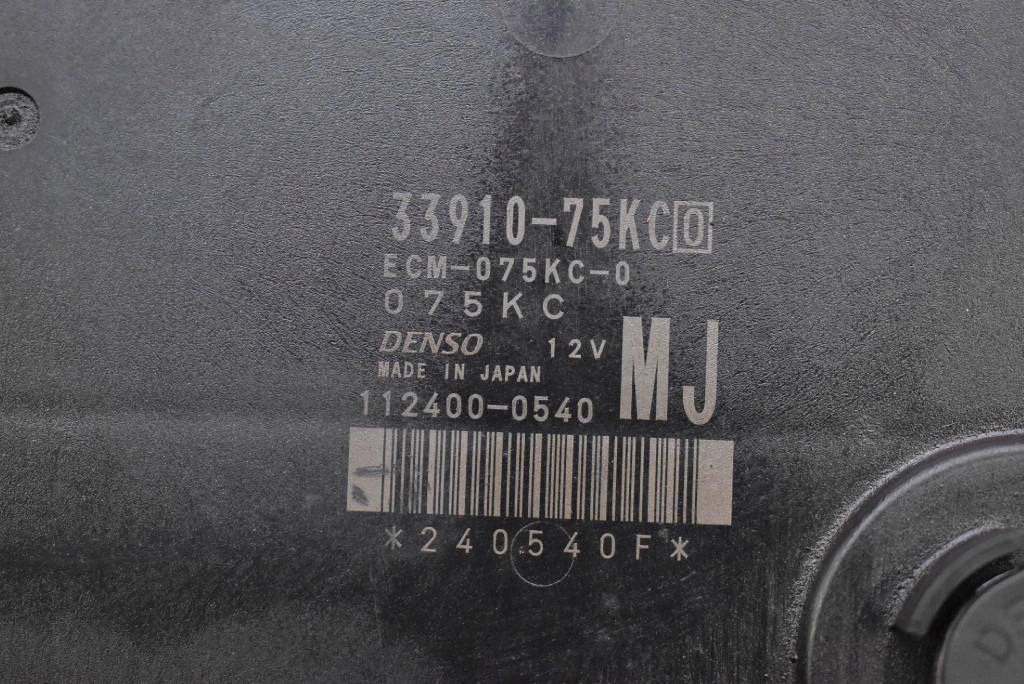 33910-75KC0
ECM-075KC-0
075KC
DENSO 12V
MJ
MADE IN JAPAN
112400-0540
*240540F*